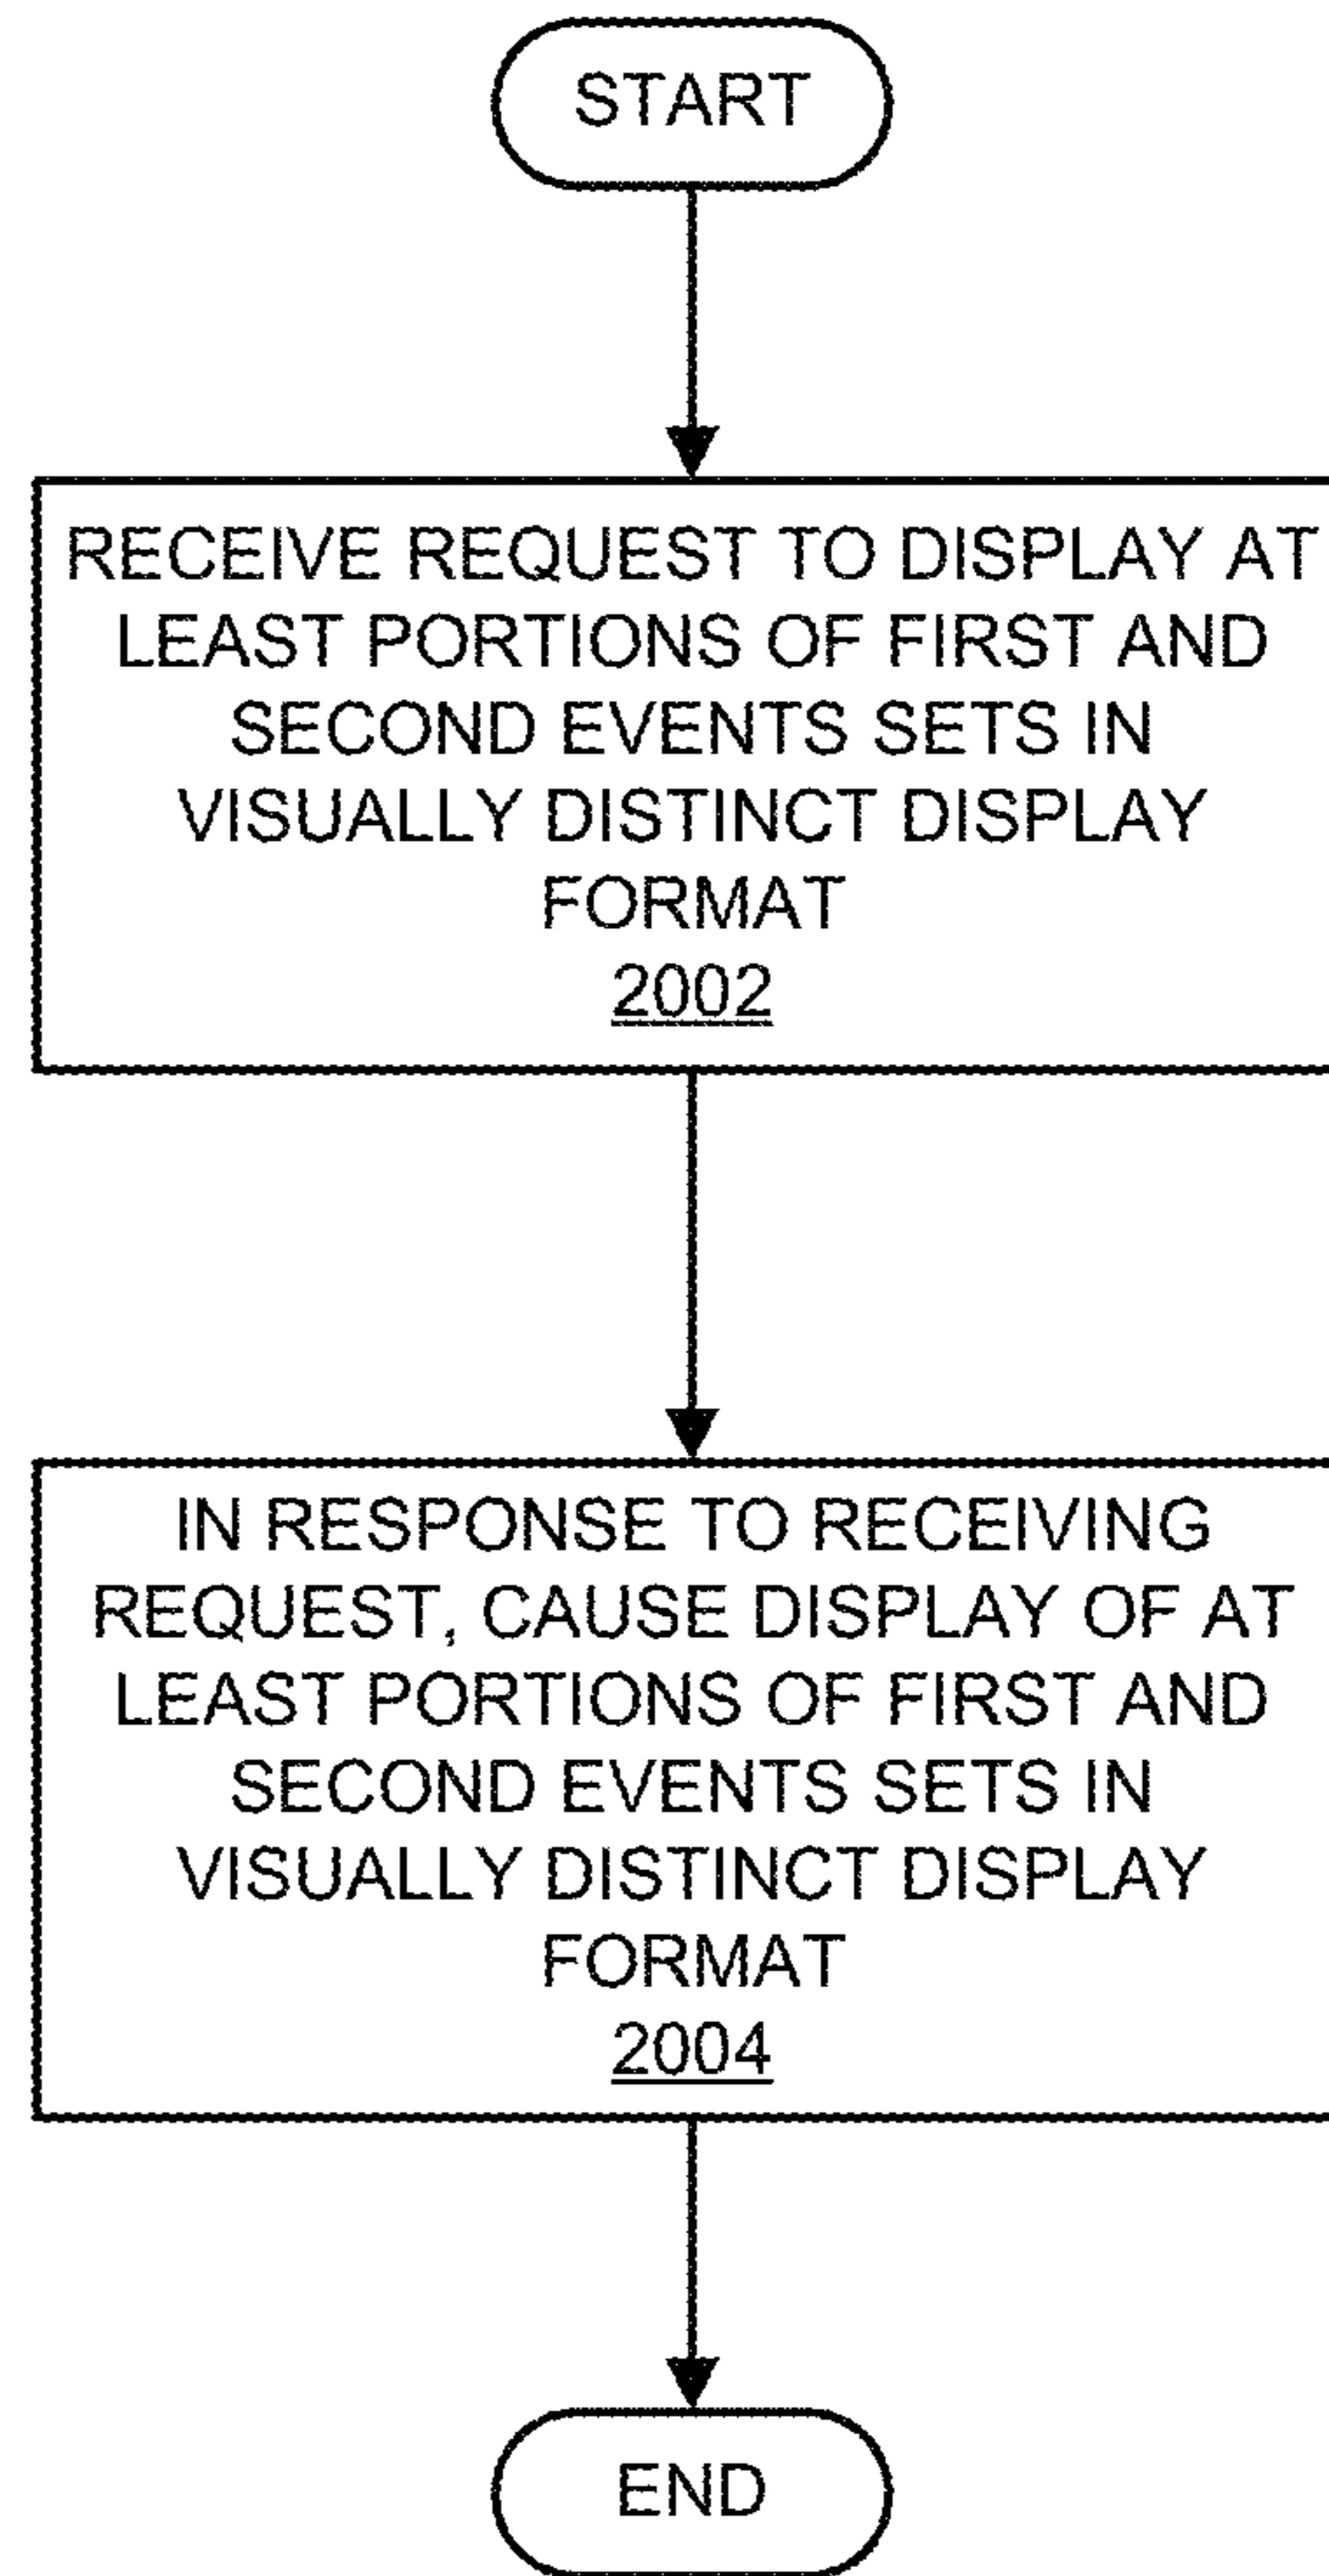 START
RECEIVE REQUEST TO DISPLAY AT
LEAST PORTIONS OF FIRST AND
SECOND EVENTS SETS IN
VISUALLY DISTINCT DISPLAY
FORMAT
2002
IN RESPONSE TO RECEIVING
REQUEST, CAUSE DISPLAY OF AT
LEAST PORTIONS OF FIRST AND
SECOND EVENTS SETS IN
VISUALLY DISTINCT DISPLAY
FORMAT
2004
END